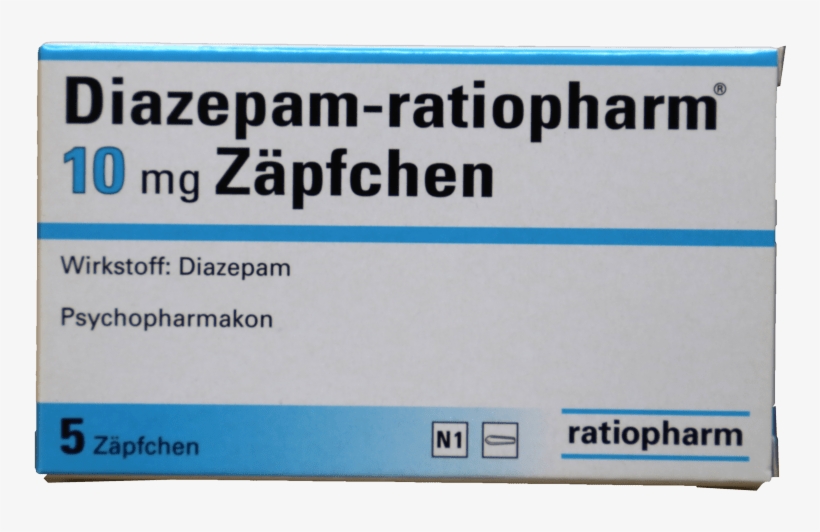 Diazepam-ratiopharm®
10 mg Zäpfchen
Wirkstoff: Diazepam
Psychopharmakon
5 Zäpfchen
N1
ratiopharm